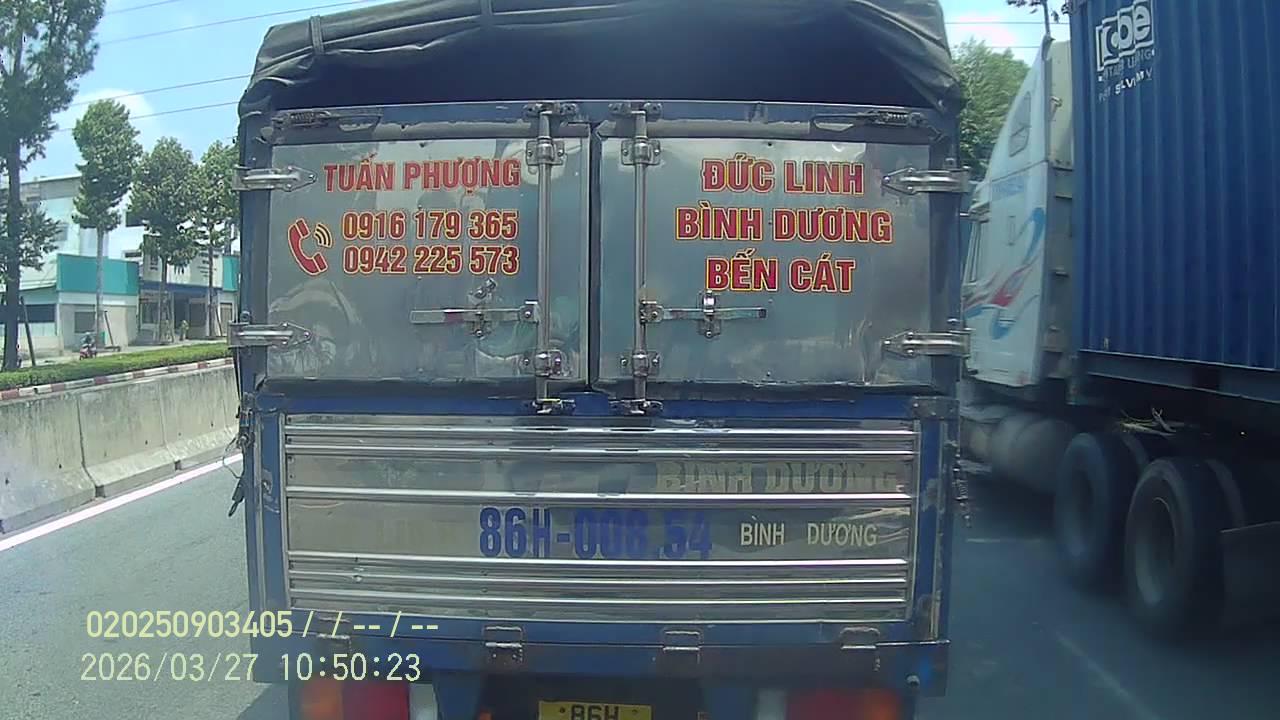 TUẤN PHƯỢNG
0916 179 365
0942 225 573
ĐỨC LINH
BÌNH DƯƠNG
BẾN CÁT
BÌNH DƯƠNG
86H-008.54
BÌNH DƯƠNG
86H
020250903405 / / -- / --
2026/03/27 10:50:23